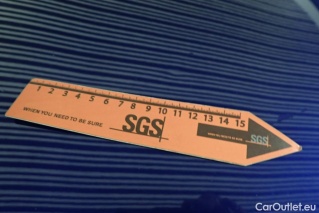 1 2 3 4 5 6 7 8 9 10 11 12 13 14 15
WHEN YOU NEED TO BE SURE
SGS
SGS
CarOutlet.eu